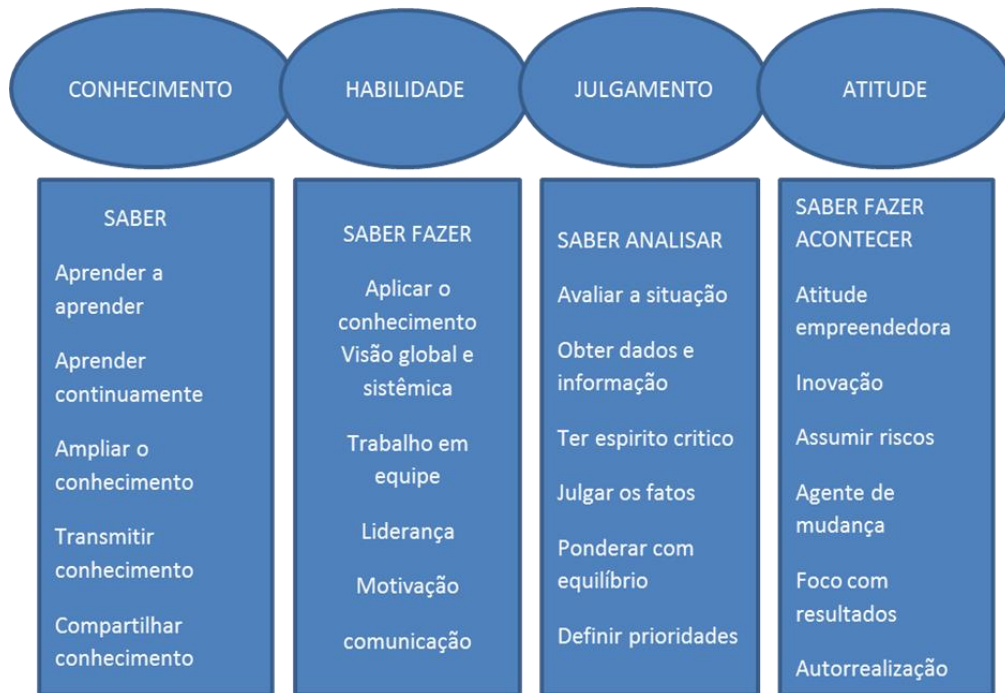 CONHECIMENTO
HABILIDADE
JULGAMENTO
ATITUDE
SABER
Aprender a
aprender
Aprender
continuamente
Ampliar o
conhecimento
Transmitir
conhecimento
Compartilhar
conhecimento
SABER FAZER
Aplicar o
conhecimento
Visão global e
sistêmica
Trabalho em
equipe
Liderança
Motivação
comunicação
SABER ANALISAR
Avaliar a situação
Obter dados e
informação
Ter espirito critico
Julgar os fatos
Ponderar com
equilíbrio
Definir prioridades
SABER FAZER
ACONTECER
Atitude
empreendedora
Inovação
Assumir riscos
Agente de
mudança
Foco com
resultados
Autorrealização